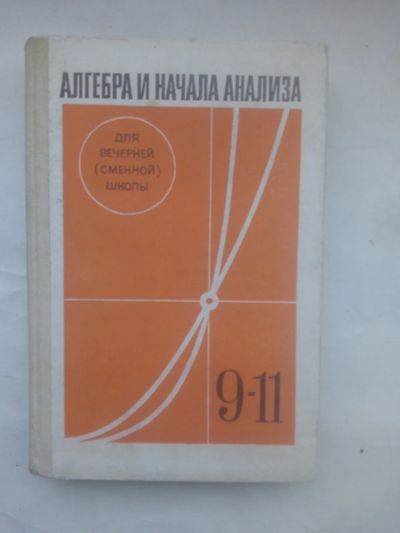 АЛГЕБРА И НАЧАЛА АНАЛИЗА
ДЛЯ
ВЕЧЕРНЕЙ
(СМЕННОЙ)
ШКОЛЫ
9-11